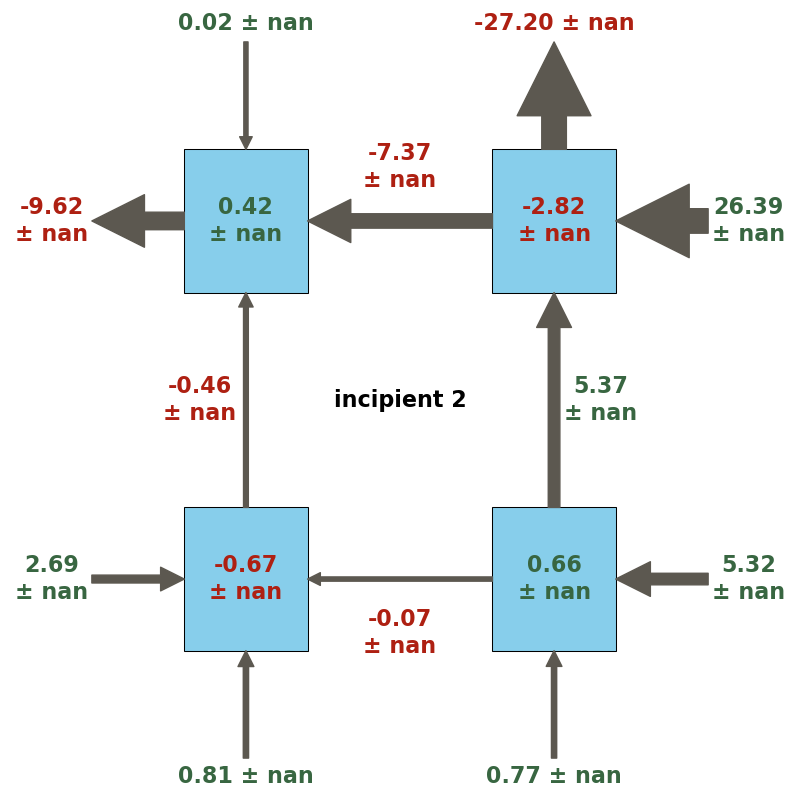 0.02 ± nan
-27.20 ± nan
-7.37
± nan
-9.62
± nan
0.42
± nan
-2.82
± nan
26.39
± nan
-0.46
± nan
incipient 2
5.37
± nan
2.69
± nan
-0.67
± nan
0.66
± nan
5.32
± nan
-0.07
± nan
0.81 ± nan
0.77 ± nan